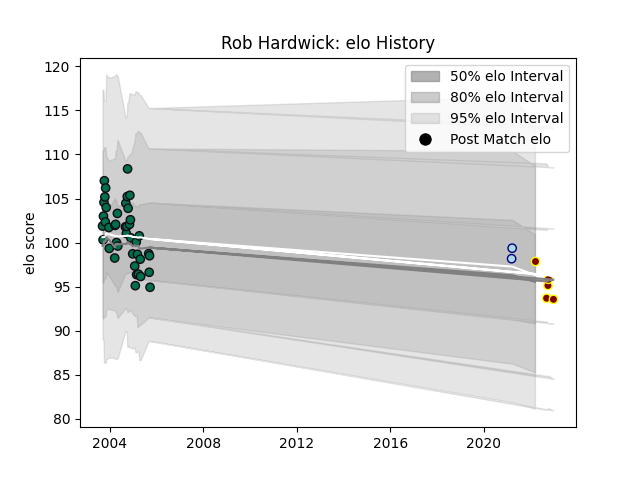 Rob Hardwick: elo History
120
115
110
105
100
95
90
85
80
elo score
2004
2008
2012
2016
2020
50% elo Interval
80% elo Interval
95% elo Interval
Post Match elo